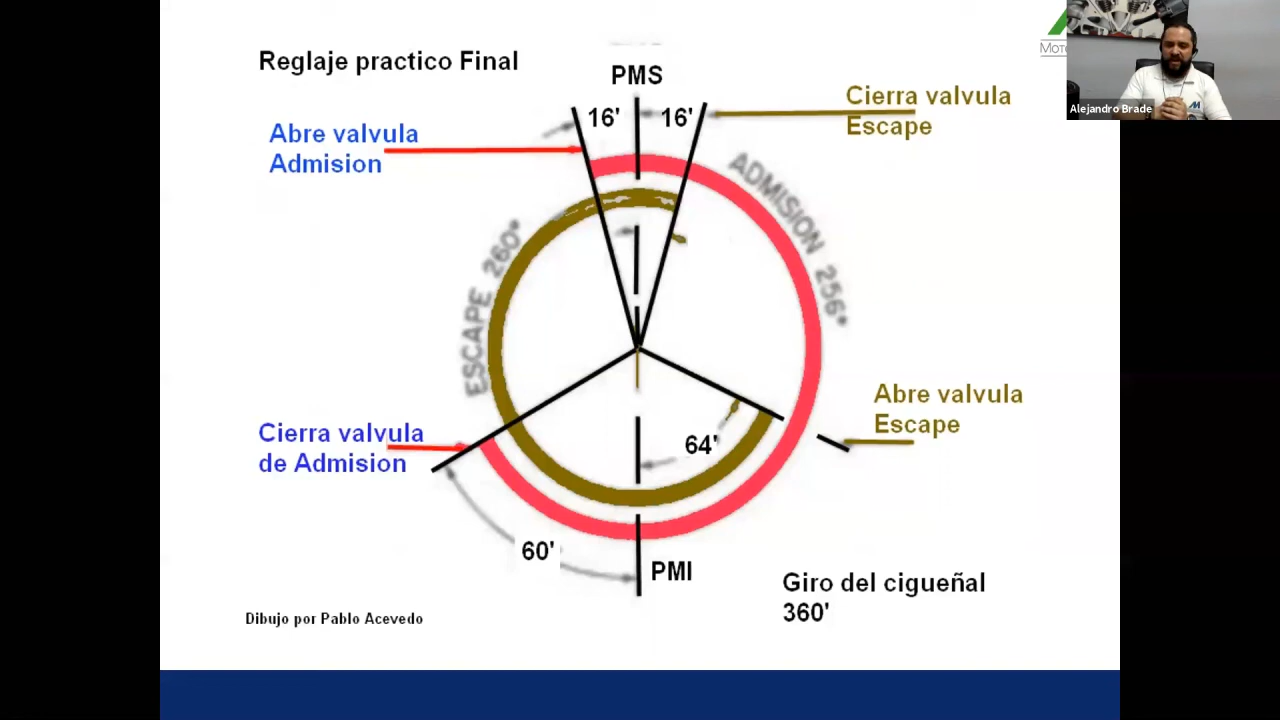 Reglaje practico Final
PMS
16'
16'
Abre valvula
Admision
Cierra valvula
Escape
ADMISION 256°
ESCAPE 260°
Abre valvula
Escape
64'
Cierra valvula
de Admision
60'
PMI
Giro del cigueñal
360'
Dibujo por Pablo Acevedo
Alejandro Brade